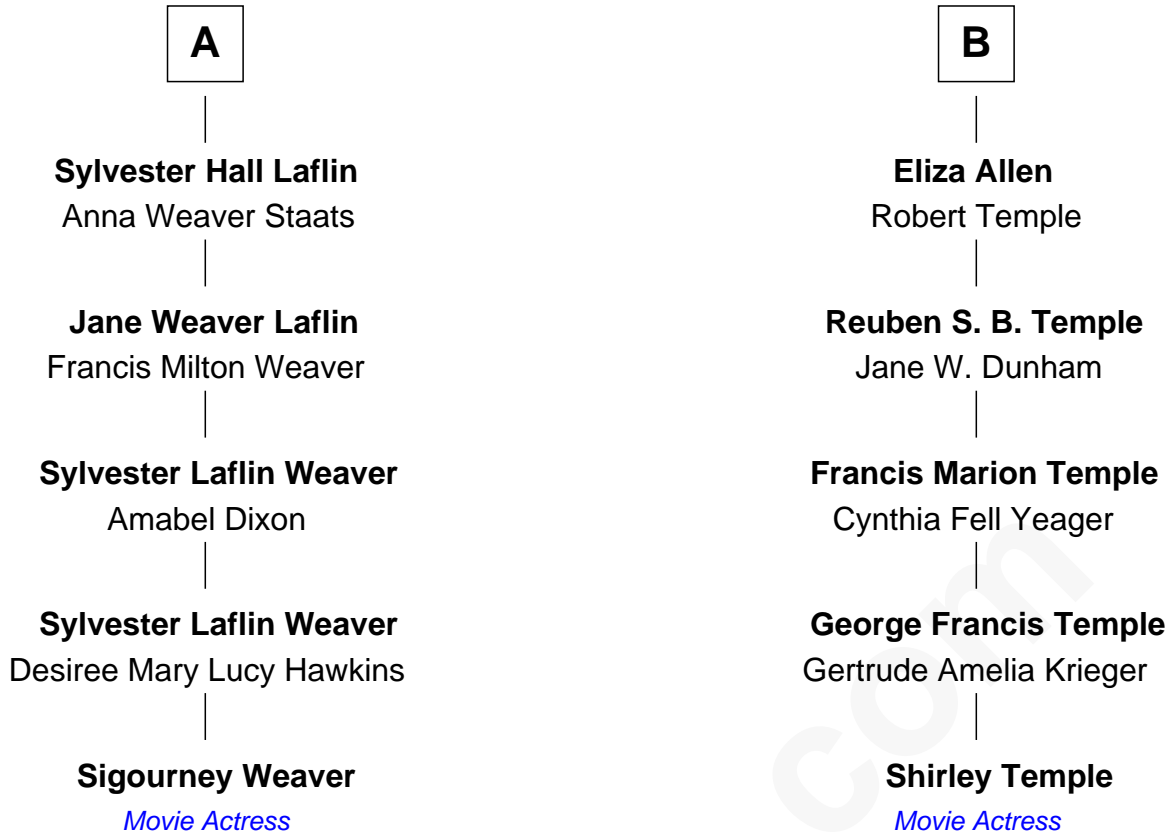 A
Sylvester Hall Laflin
Anna Weaver Staats
Jane Weaver Laflin
Francis Milton Weaver
Sylvester Laflin Weaver
Amabel Dixon
Sylvester Laflin Weaver
Desiree Mary Lucy Hawkins
Sigourney Weaver
Movie Actress
B
Eliza Allen
Robert Temple
Reuben S. B. Temple
Jane W. Dunham
Francis Marion Temple
Cynthia Fell Yeager
George Francis Temple
Gertrude Amelia Krieger
Shirley Temple
Movie Actress
com